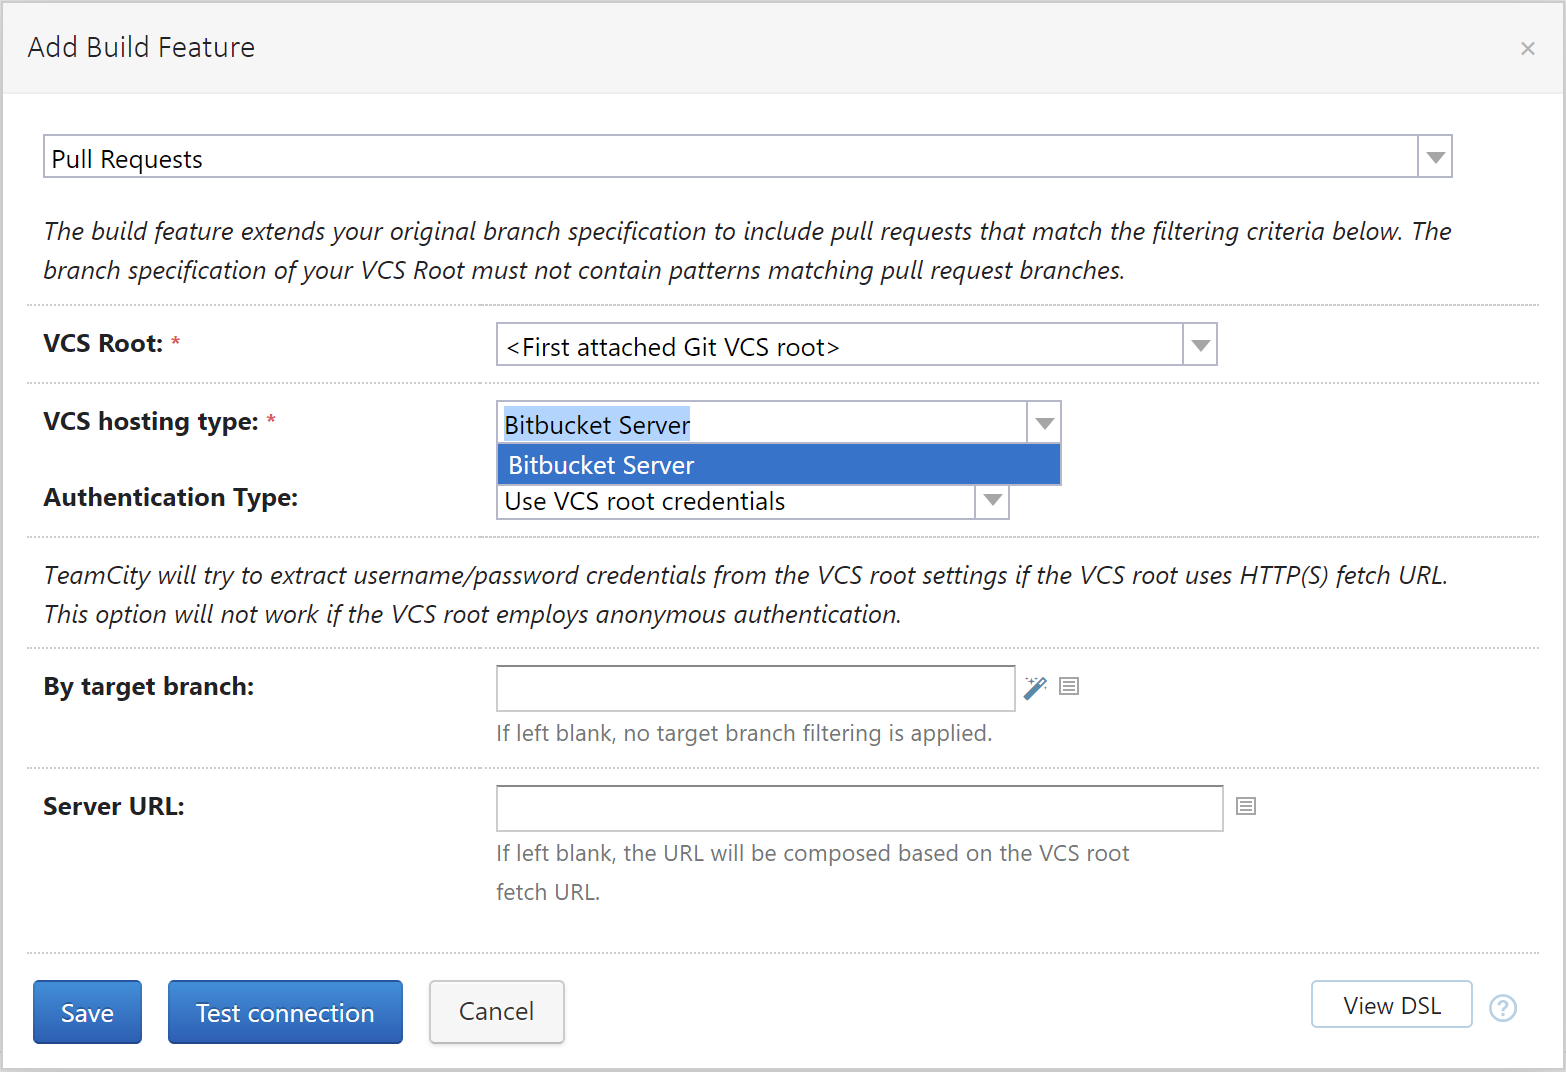 Add Build Feature
×
Pull Requests
The build feature extends your original branch specification to include pull requests that match the filtering criteria below. The
branch specification of your VCS Root must not contain patterns matching pull request branches.
VCS Root: *
<First attached Git VCS root>
VCS hosting type: *
Bitbucket Server
Bitbucket Server
Authentication Type:
Use VCS root credentials
TeamCity will try to extract username/password credentials from the VCS root settings if the VCS root uses HTTP(S) fetch URL.
This option will not work if the VCS root employs anonymous authentication.
By target branch:
If left blank, no target branch filtering is applied.
Server URL:
If left blank, the URL will be composed based on the VCS root
fetch URL.
Save
Test connection
Cancel
View DSL
?